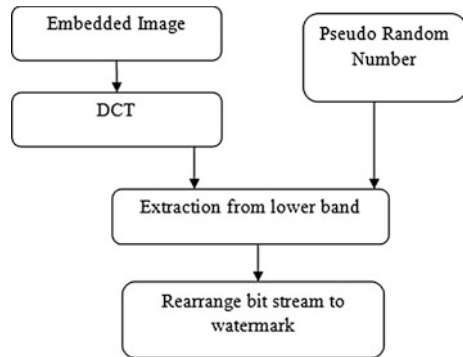 Embedded Image
Pseudo Random
Number
DCT
Extraction from lower band
Rearrange bit stream to
watermark